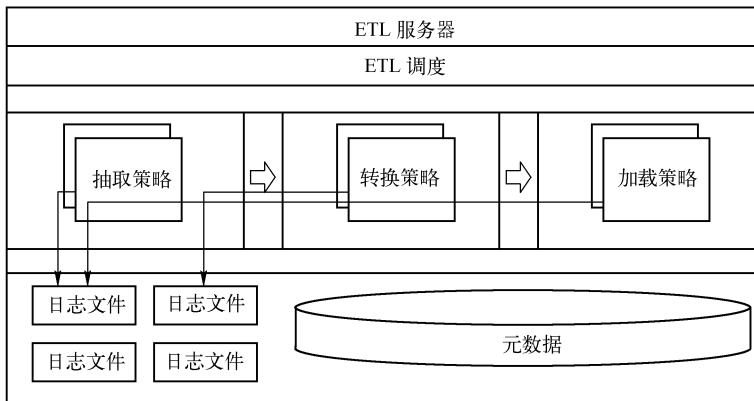 ETL 服务器
ETL 调度
抽取策略
转换策略
加载策略
日志文件
日志文件
元数据
日志文件
日志文件